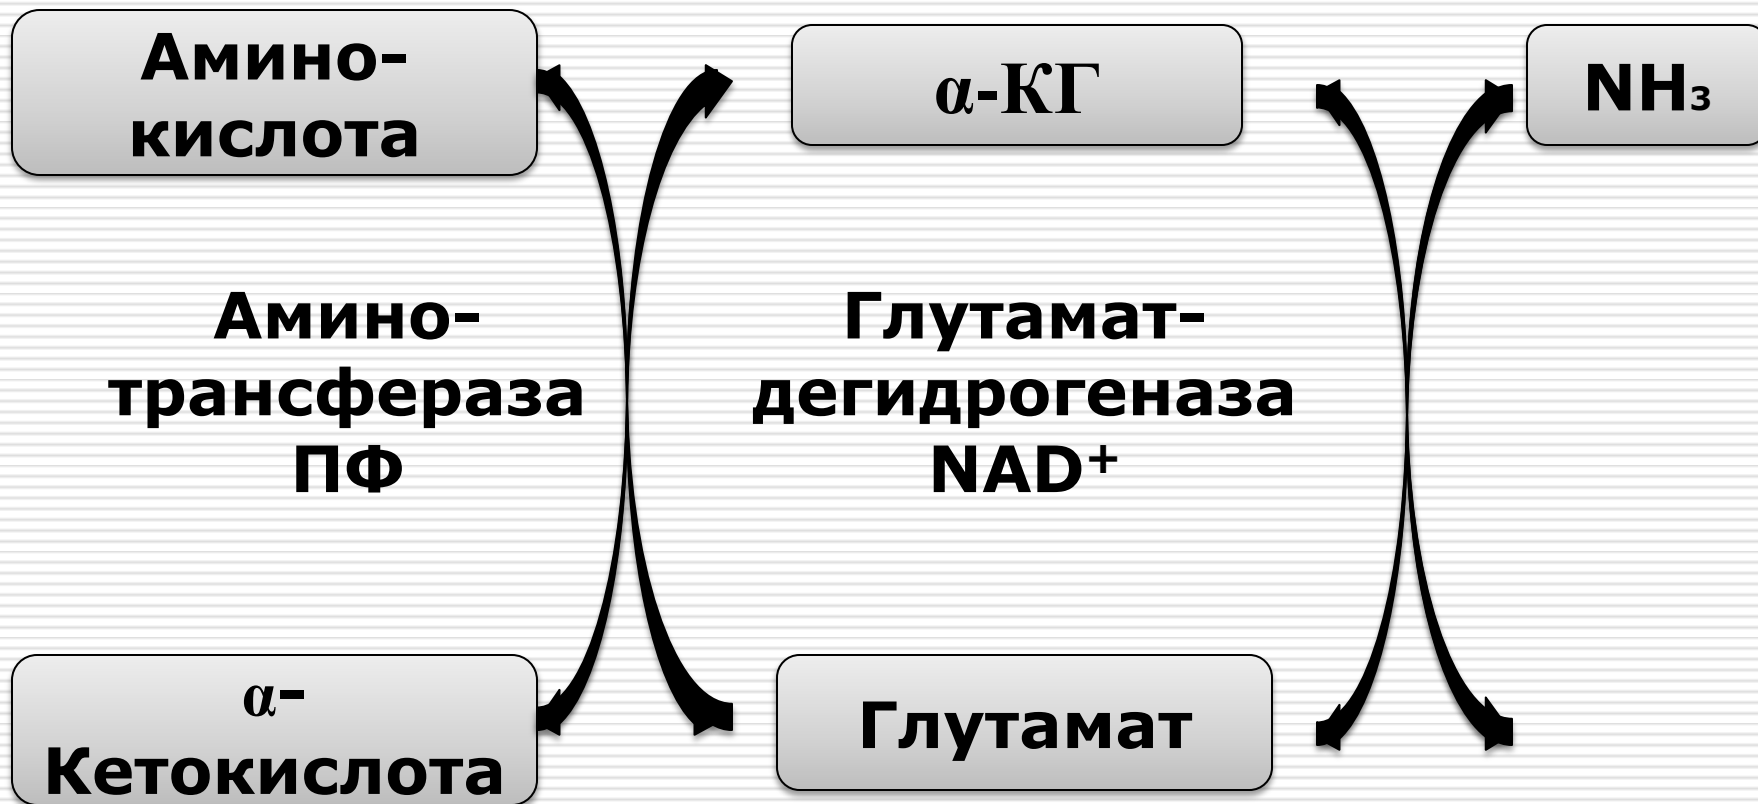 Амино-
кислота
α-КГ
NH₃
Амино-
трансфераза
ПФ
Глутамат-
дегидрогеназа
NAD⁺
α-
Кетокислота
Глутамат